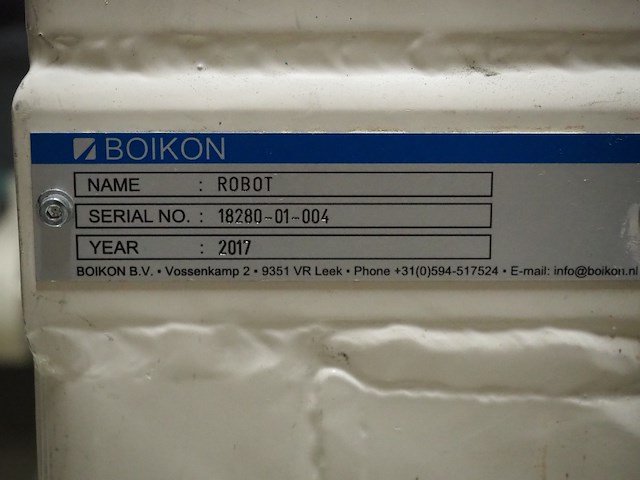 BOIKON
NAME : ROBOT
SERIAL NO. : 18280-01-004
YEAR : 2017
BOIKON B.V. • Vossenkamp 2 • 9351 VR Leek • Phone +31(0)594-517524 • E-mail: info@boikon.nl